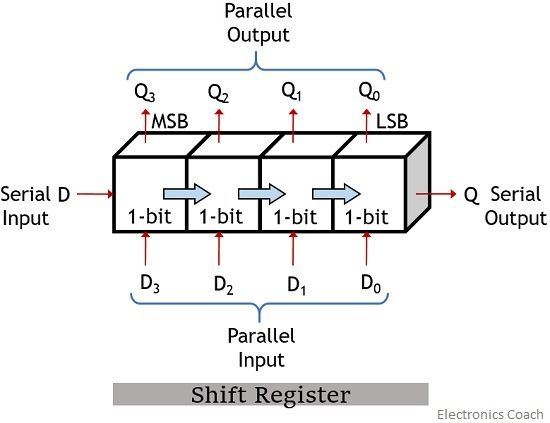 Parallel
Output
Q3 Q2 Q1 Q0
MSB LSB
Serial D
Input
1-bit 1-bit 1-bit 1-bit
Q Serial
Output
D3 D2 D1 D0
Parallel
Input
Shift Register
Electronics Coach